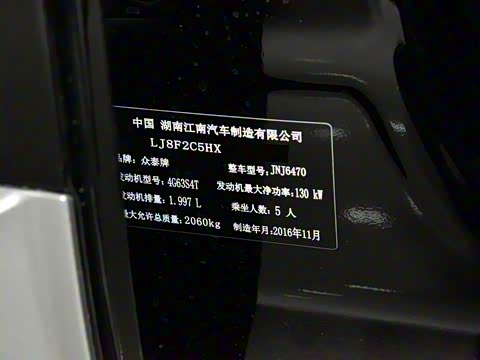 中国 湖南江南汽车制造有限公司
LJ8F2C5HX
品牌: 众泰牌 整车型号: JNJ6470
发动机型号: 4G63S4T 发动机最大净功率: 130 kW
发动机排量: 1.997 L 乘坐人数: 5 人
最大允许总质量: 2060kg 制造年月: 2016年11月